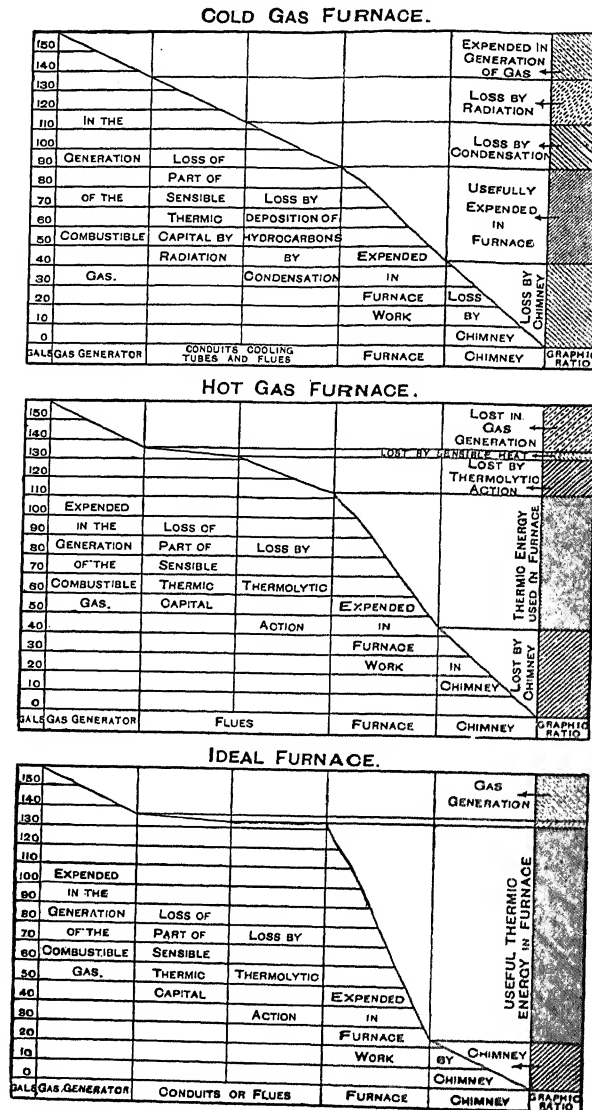 COLD GAS FURNACE.
150
140
130
120
110
100
90
80
70
60
50
40
30
20
10
0
IN THE
GENERATION
OF THE
COMBUSTIBLE
GAS.
LOSS OF
PART OF
SENSIBLE
THERMIC
CAPITAL BY
RADIATION
LOSS BY
DEPOSITION OF
HYDROCARBONS
BY
CONDENSATION
EXPENDED
IN
FURNACE
WORK
LOSS
BY
CHIMNEY
EXPENDED IN
GENERATION
OF GAS
LOSS BY
RADIATION
LOSS BY
CONDENSATION
USEFULLY
EXPENDED
IN
FURNACE
LOSS BY
CHIMNEY
CALS
GAS GENERATOR
CONDUITS COOLING
TUBES AND FLUES
FURNACE
CHIMNEY
GRAPHIC
RATIO
HOT GAS FURNACE.
150
140
130
120
110
100
90
80
70
60
50
40
30
20
10
0
EXPENDED
IN THE
GENERATION
OF THE
COMBUSTIBLE
GAS.
LOSS OF
PART OF
SENSIBLE
THERMIC
CAPITAL
LOSS BY
THERMOLYTIC
ACTION
EXPENDED
IN
FURNACE
WORK
IN
CHIMNEY
LOST IN
GAS
GENERATION
LOST BY SENSIBLE HEAT
LOST BY
THERMOLYTIC
ACTION
THERMIC ENERGY
USED IN FURNACE
LOST BY
CHIMNEY
CALS
GAS GENERATOR
FLUES
FURNACE
CHIMNEY
GRAPHIC
RATIO
IDEAL FURNACE.
150
140
130
120
110
100
90
80
70
60
50
40
30
20
10
0
EXPENDED
IN THE
GENERATION
OF THE
COMBUSTIBLE
GAS.
LOSS OF
PART OF
SENSIBLE
THERMIC
CAPITAL
LOSS BY
THERMOLYTIC
ACTION
EXPENDED
IN
FURNACE
WORK
BY
CHIMNEY
GAS
GENERATION
USEFUL THERMIC
ENERGY IN FURNACE
CHIMNEY
CALS
GAS GENERATOR
CONDUITS OR FLUES
FURNACE
CHIMNEY
GRAPHIC
RATIO